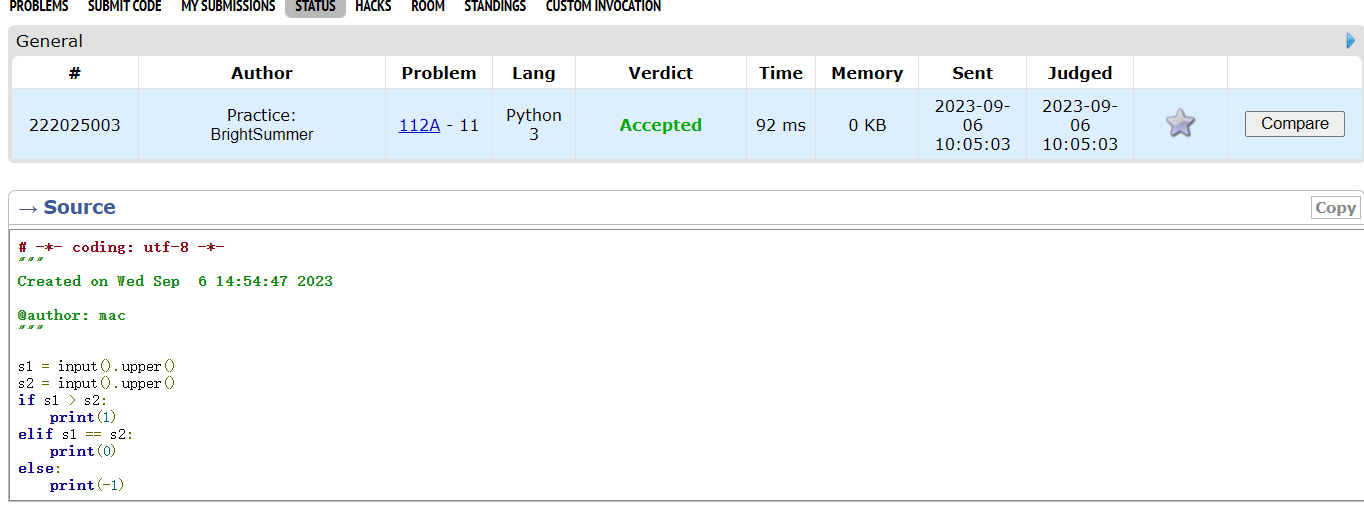 PROBLEMS SUBMIT CODE MY SUBMISSIONS STATUS HACKS ROOM STANDINGS CUSTOM INVOCATION
General
# Author Problem Lang Verdict Time Memory Sent Judged
222025003 Practice: BrightSummer 112A - 11 Python 3 Accepted 92 ms 0 KB 2023-09-06 10:05:03 2023-09-06 10:05:03 Compare
→ Source Copy
# -*- coding: utf-8 -*-
"""
Created on Wed Sep  6 14:54:47 2023
@author: mac
"""
s1 = input().upper()
s2 = input().upper()
if s1 > s2:
    print(1)
elif s1 == s2:
    print(0)
else:
    print(-1)